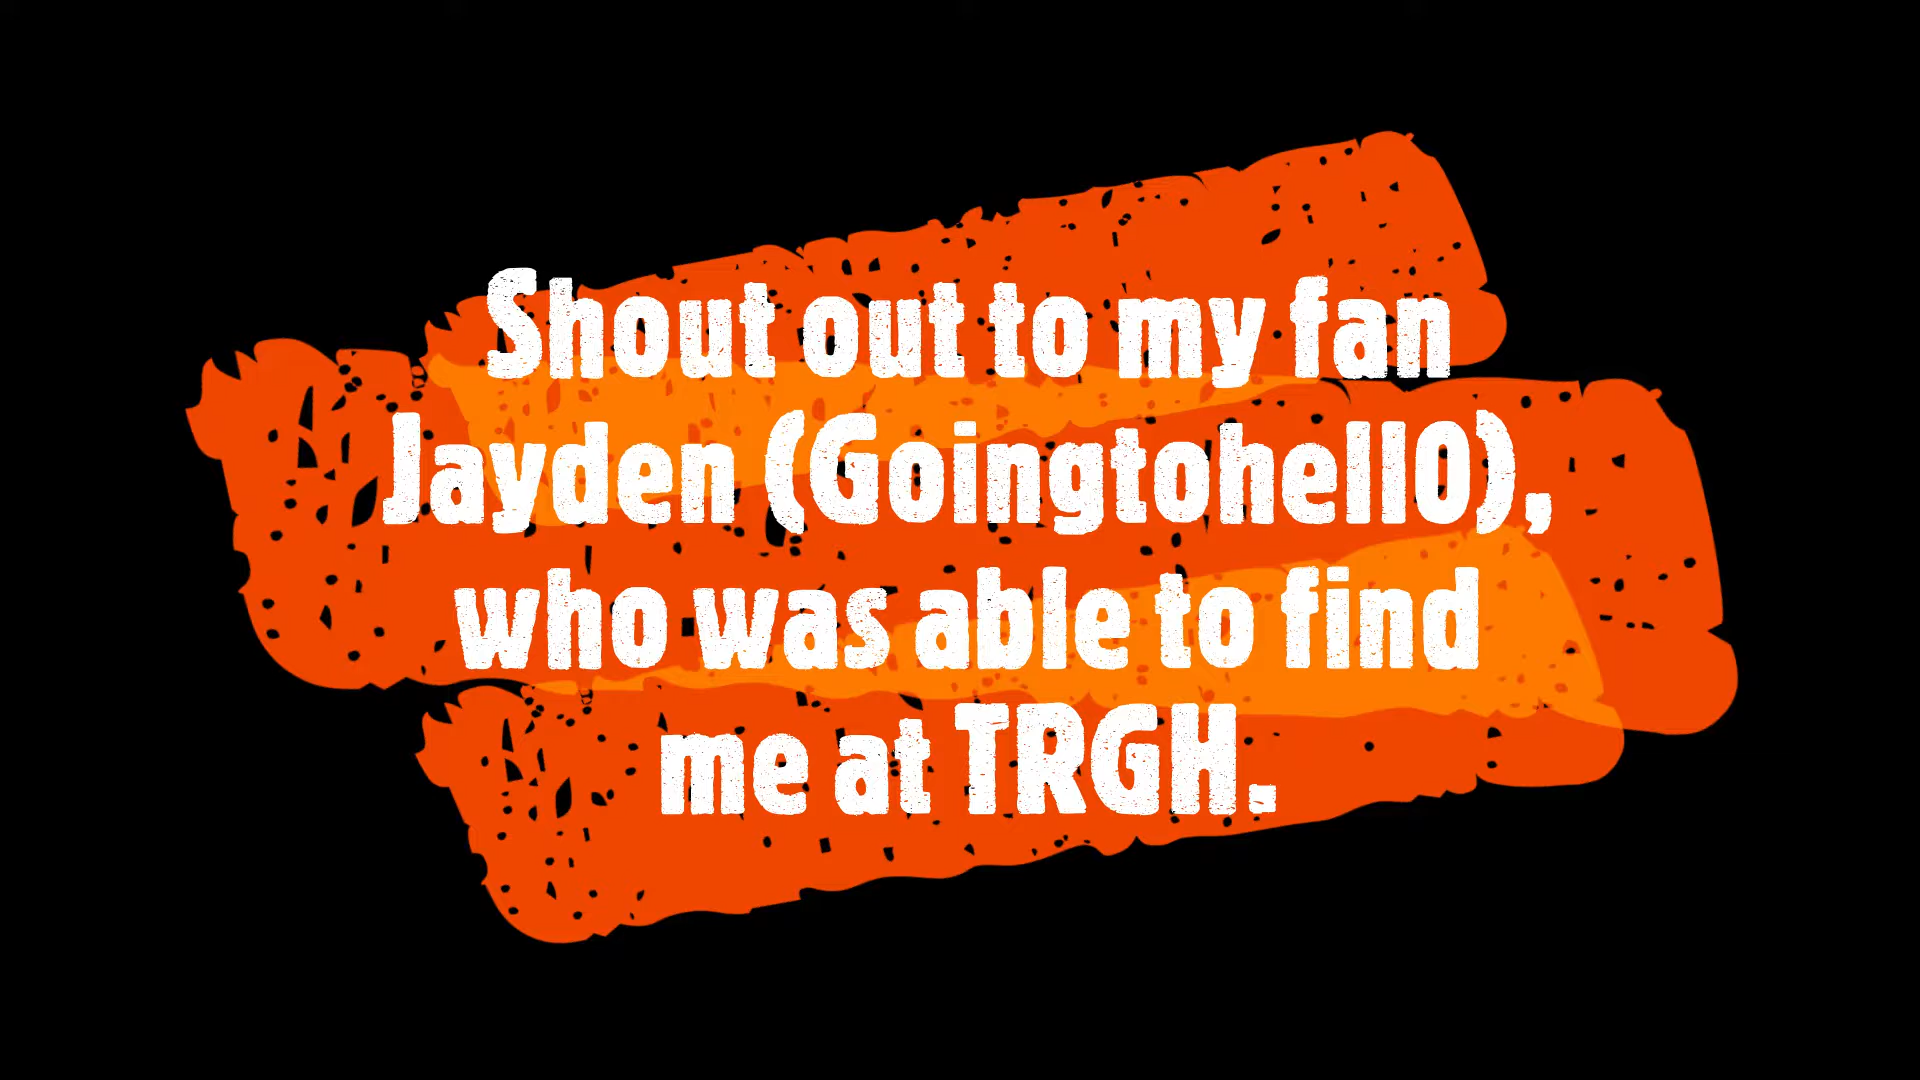 Shout out to my fan
Jayden (Goingtohell0),
who was able to find
me at TRGH.